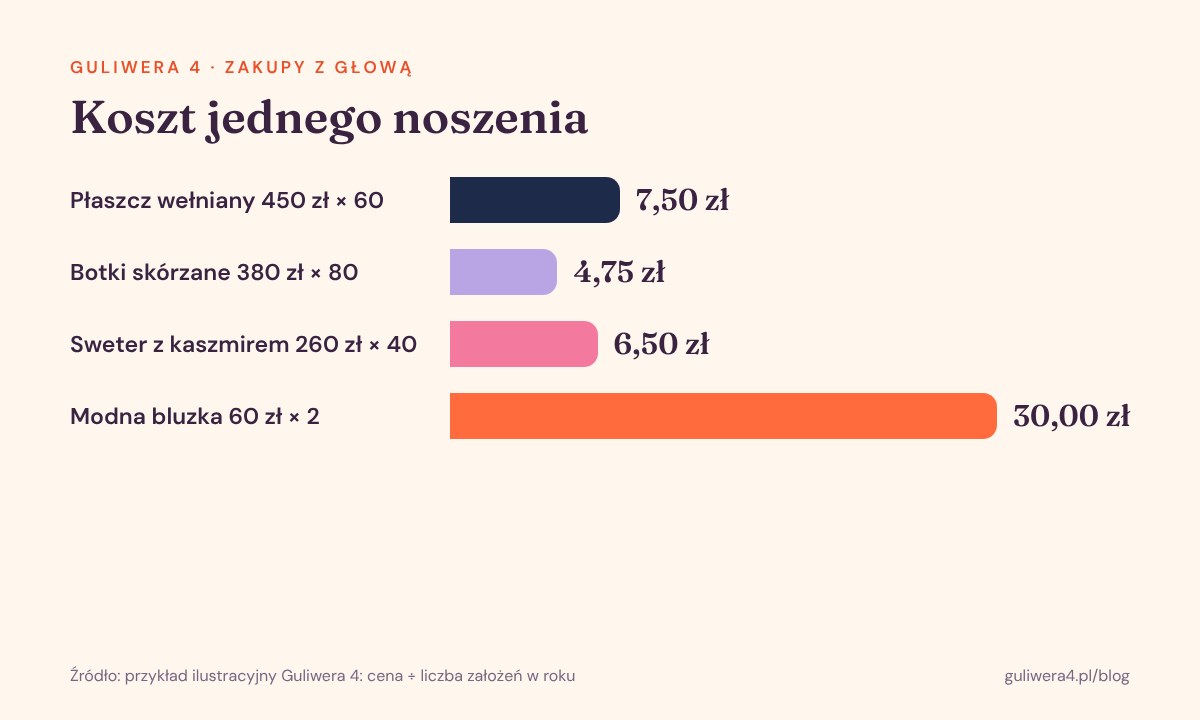 GULIWERA 4 · ZAKUPY Z GŁOWĄ
Koszt jednego noszenia
Płaszcz wełniany 450 zł × 60 7,50 zł
Botki skórzane 380 zł × 80 4,75 zł
Sweter z kaszmirem 260 zł × 40 6,50 zł
Modna bluzka 60 zł × 2 30,00 zł
Źródło: przykład ilustracyjny Guliwera 4: cena ÷ liczba założeń w roku
guliwera4.pl/blog